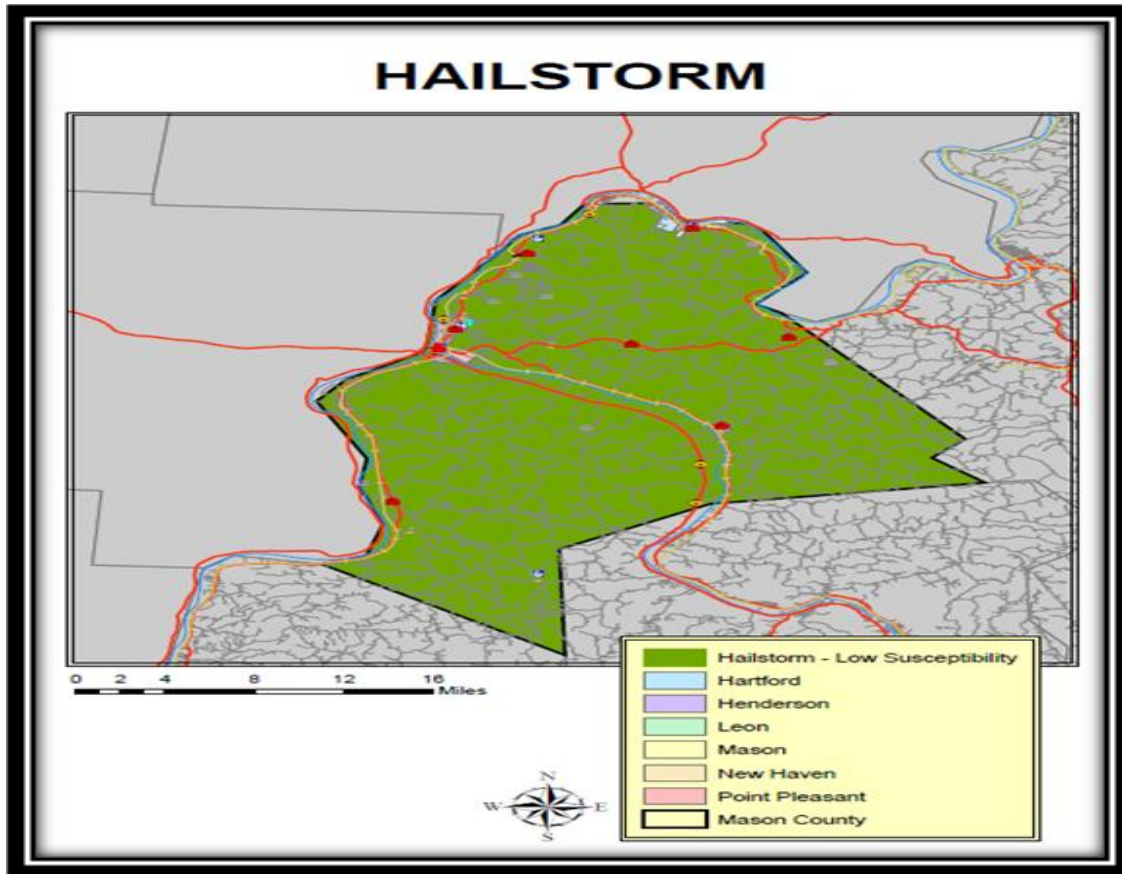 HAILSTORM
0 2 4 8 12 16
Miles
Hailstorm - Low Susceptibility
Hartford
Henderson
Leon
Mason
New Haven
Point Pleasant
Mason County
N
W E
S